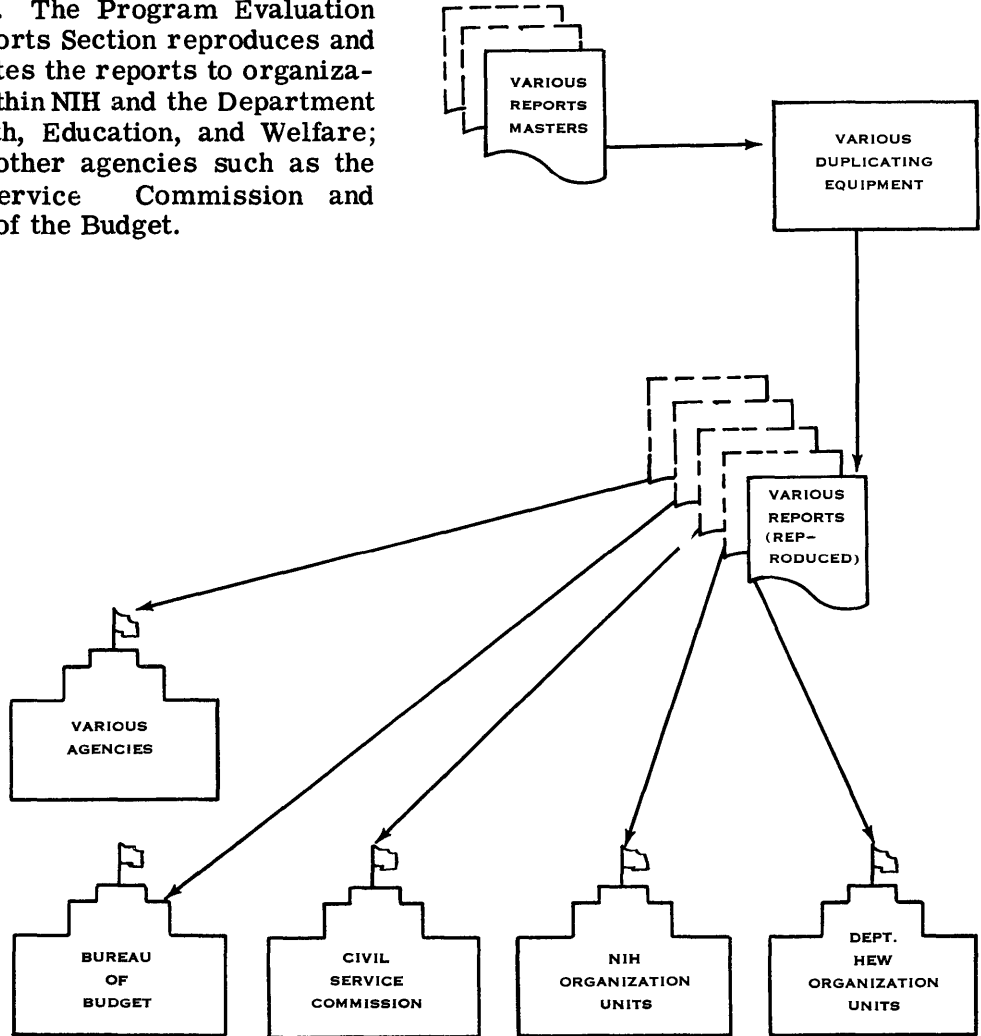 . The Program Evaluation
orts Section reproduces and
tes the reports to organiza-
thin NIH and the Department
th, Education, and Welfare;
other agencies such as the
ervice Commission and
of the Budget.
VARIOUS
REPORTS
MASTERS
VARIOUS
DUPLICATING
EQUIPMENT
VARIOUS
REPORTS
(REP-
RODUCED)
VARIOUS
AGENCIES
BUREAU
OF
BUDGET
CIVIL
SERVICE
COMMISSION
NIH
ORGANIZATION
UNITS
DEPT.
HEW
ORGANIZATION
UNITS